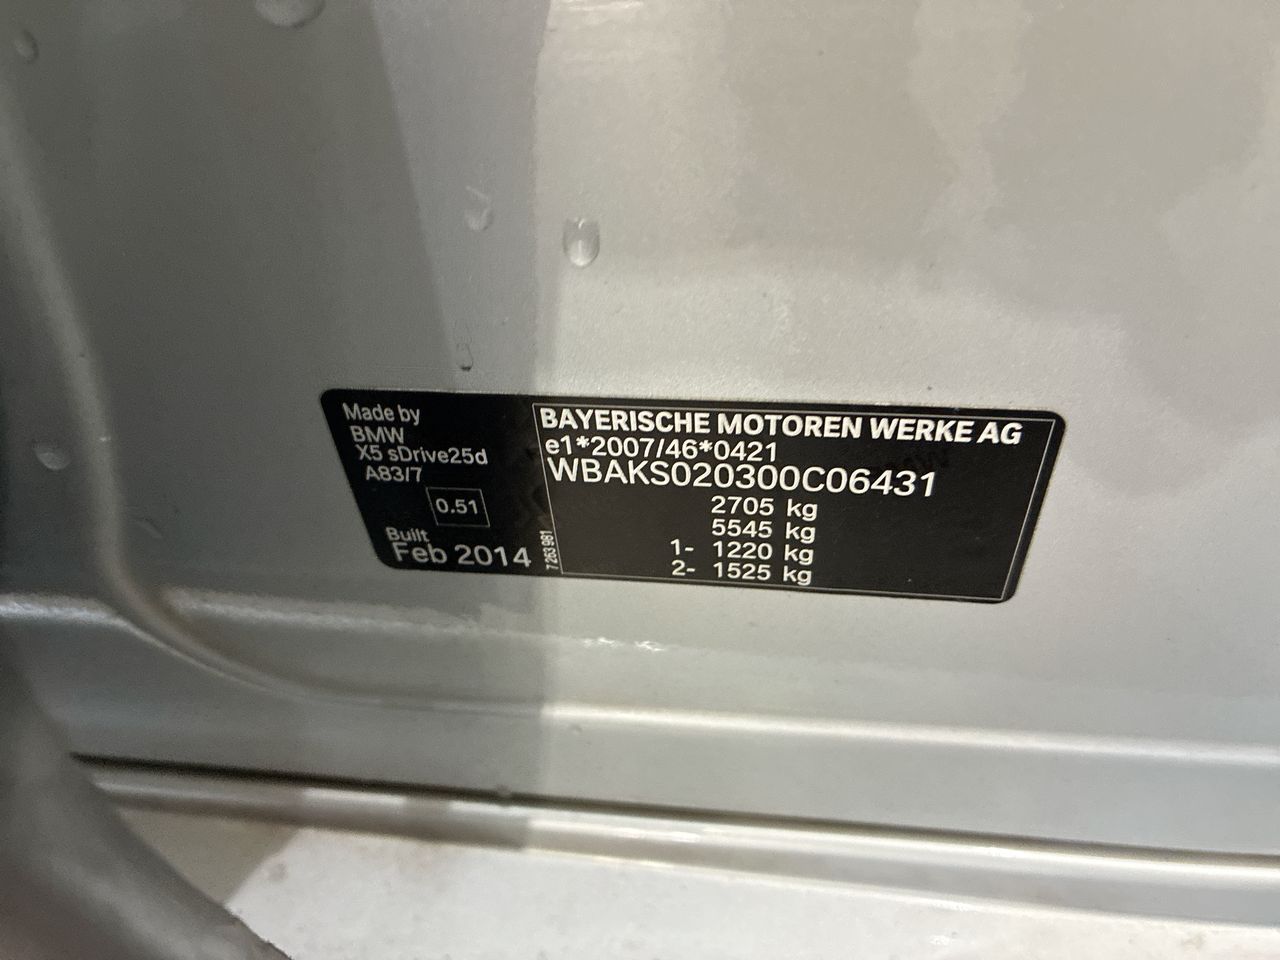 Made by
BMW
X5 sDrive25d
A83/7
0.51
Built
Feb 2014
7 263 981
BAYERISCHE MOTOREN WERKE AG
e1*2007/46*0421
WBAKS020300C06431
2705 kg
5545 kg
1- 1220 kg
2- 1525 kg